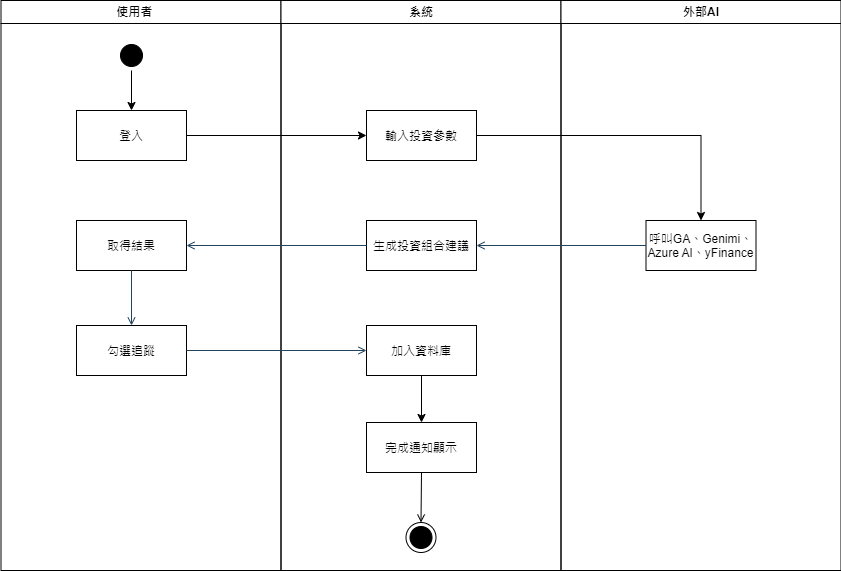 使用者
系統
外部AI
登入
輸入投資參數
呼叫GA、Genimi、
Azure AI、yFinance
生成投資組合建議
取得結果
勾選追蹤
加入資料庫
完成通知顯示